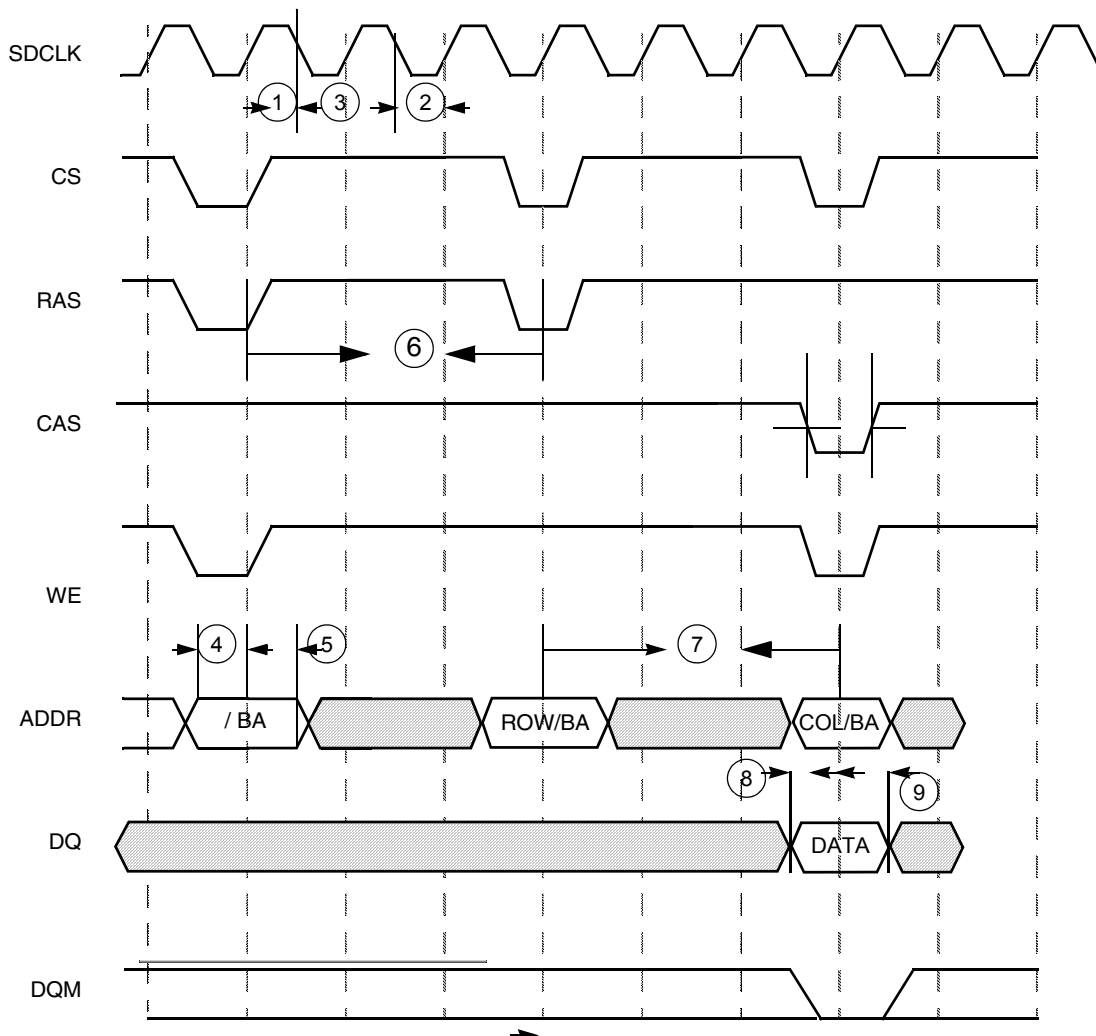 SDCLK
1 3 2
CS
RAS
6
CAS
WE
4 5 7
ADDR / BA ROW/BA COL/BA
8 9
DQ DATA
DQM